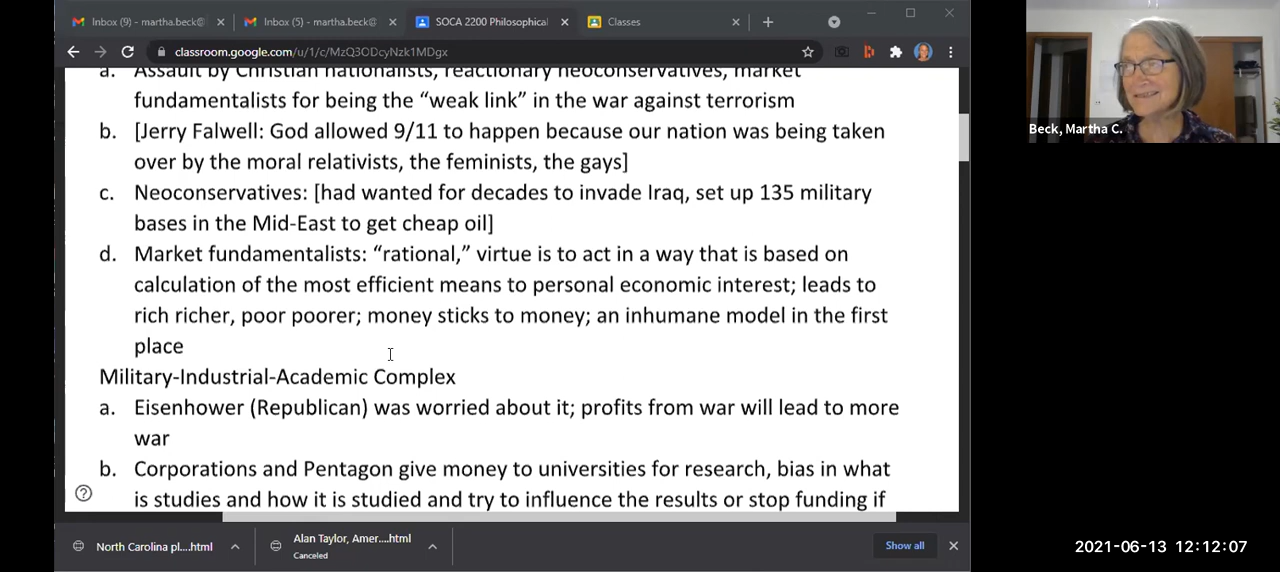 Inbox (9) - martha.beck@
Inbox (5) - martha.beck@
SOCA 2200 Philosophical
Classes
classroom.google.com/u/1/c/MzQ3ODcyNzk1MDgx
a. Assault by Christian nationalists, reactionary neoconservatives, market
fundamentalists for being the “weak link” in the war against terrorism
b. [Jerry Falwell: God allowed 9/11 to happen because our nation was being taken
over by the moral relativists, the feminists, the gays]
c. Neoconservatives: [had wanted for decades to invade Iraq, set up 135 military
bases in the Mid-East to get cheap oil]
d. Market fundamentalists: “rational,” virtue is to act in a way that is based on
calculation of the most efficient means to personal economic interest; leads to
rich richer, poor poorer; money sticks to money; an inhumane model in the first
place
Military-Industrial-Academic Complex
a. Eisenhower (Republican) was worried about it; profits from war will lead to more
war
b. Corporations and Pentagon give money to universities for research, bias in what
is studies and how it is studied and try to influence the results or stop funding if
North Carolina pl....html
Alan Taylor, Amer....html
Canceled
Show all
Beck, Martha C.
2021-06-13 12:12:07